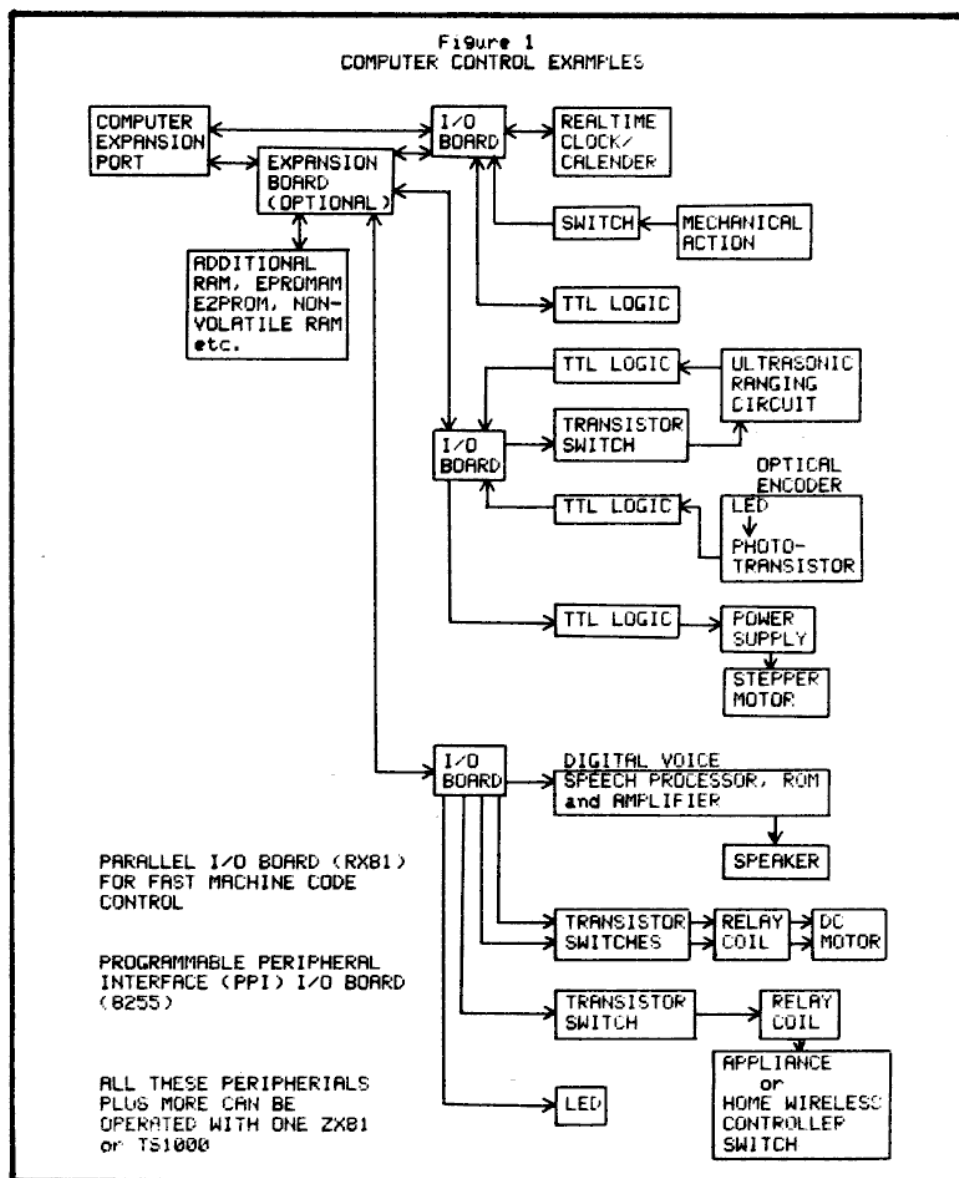 Figure 1
COMPUTER CONTROL EXAMPLES
COMPUTER
EXPANSION
PORT
I/O
BOARD
REALTIME
CLOCK/
CALENDER
EXPANSION
BOARD
(OPTIONAL)
SWITCH
MECHANICAL
ACTION
ADDITIONAL
RAM, EPROMAM
E2PROM, NON-
VOLATILE RAM
etc.
TTL LOGIC
TTL LOGIC
ULTRASONIC
RANGING
CIRCUIT
I/O
BOARD
TRANSISTOR
SWITCH
OPTICAL
ENCODER
TTL LOGIC
LED
PHOTO-
TRANSISTOR
TTL LOGIC
POWER
SUPPLY
STEPPER
MOTOR
I/O
BOARD
DIGITAL VOICE
SPEECH PROCESSOR, ROM
and AMPLIFIER
SPEAKER
PARALLEL I/O BOARD (RX81)
FOR FAST MACHINE CODE
CONTROL
TRANSISTOR
SWITCHES
RELAY
COIL
DC
MOTOR
PROGRAMMABLE PERIPHERAL
INTERFACE (PPI) I/O BOARD
(8255)
TRANSISTOR
SWITCH
RELAY
COIL
APPLIANCE
or
HOME WIRELESS
CONTROLLER
SWITCH
LED
ALL THESE PERIPHERIALS
PLUS MORE CAN BE
OPERATED WITH ONE ZX81
or TS1000